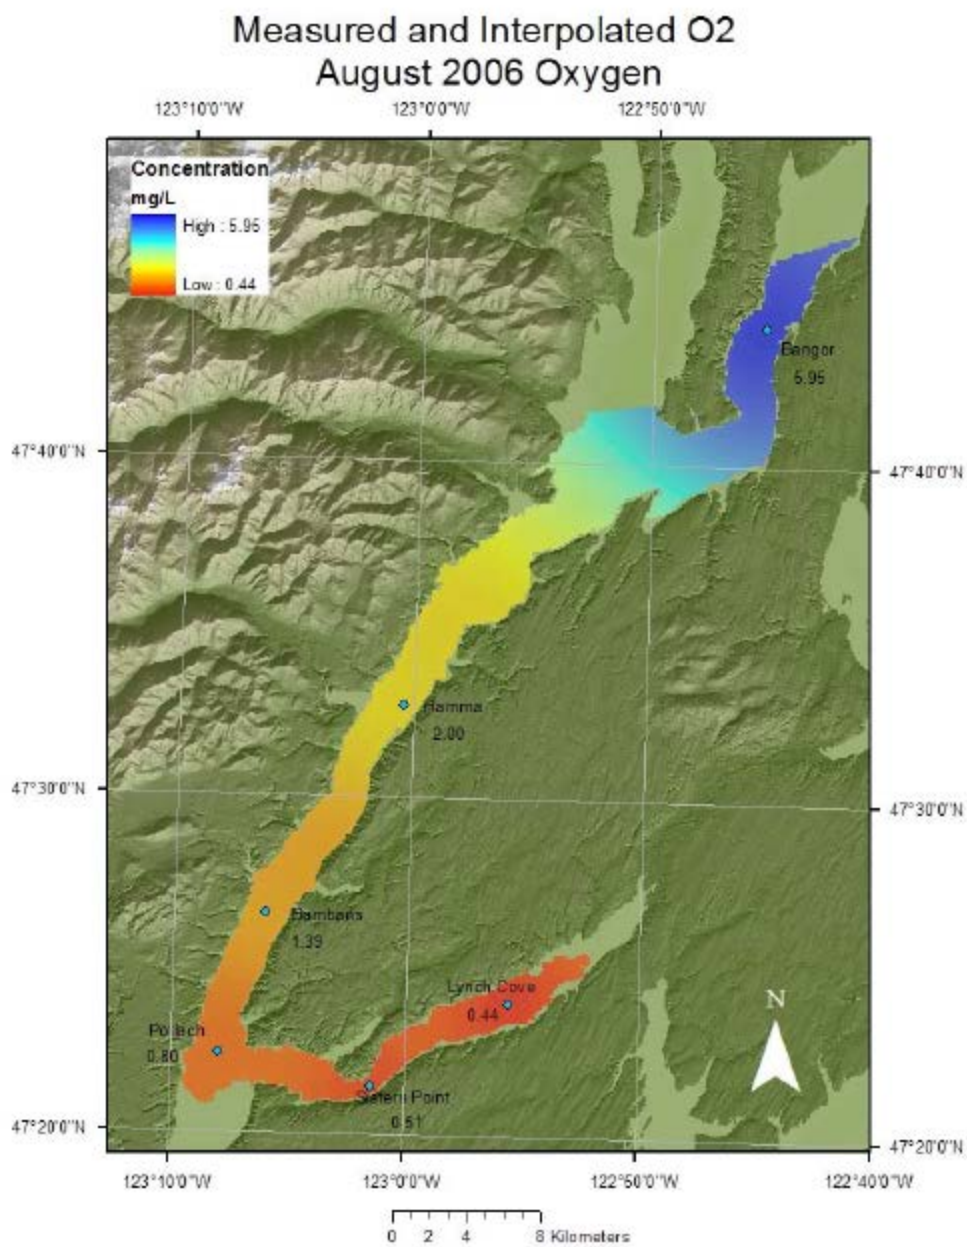 Measured and Interpolated O2
August 2006 Oxygen
123°10'0"W 123°0'0"W 122°50'0"W
Concentration
mg/L
High : 5.95
Low : 0.44
Bangor
5.95
47°40'0"N
47°40'0"N
Hamma
2.00
47°30'0"N
47°30'0"N
Bambans
1.39
Lynch Cove
0.44
N
Potlach
0.80
Sisters Point
0.51
47°20'0"N
47°20'0"N
123°10'0"W 123°0'0"W 122°50'0"W 122°40'0"W
0 2 4 8 Kilometers